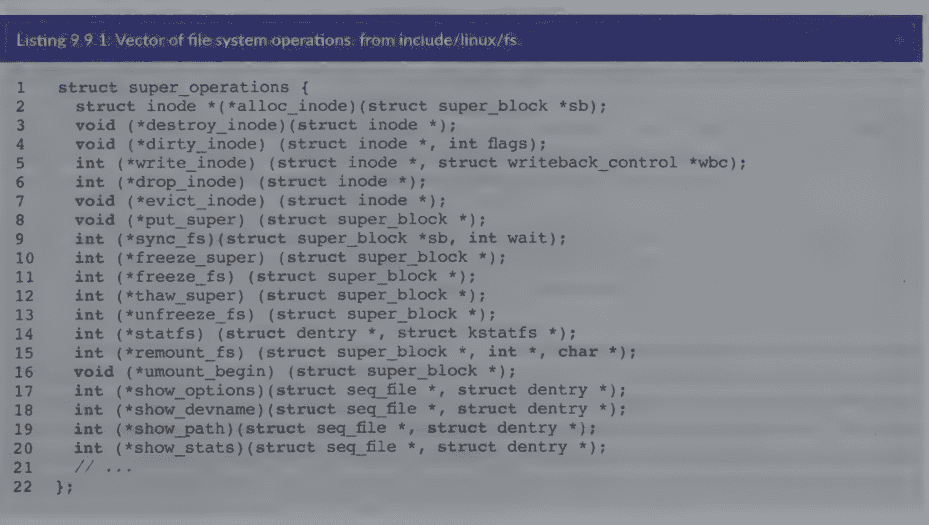 Listing 9.9.1: Vector of file system operations. from include/linux/fs.
1 struct super_operations {
2 struct inode *(*alloc_inode)(struct super_block *sb);
3 void (*destroy_inode)(struct inode *);
4 void (*dirty_inode) (struct inode *, int flags);
5 int (*write_inode) (struct inode *, struct writeback_control *wbc);
6 int (*drop_inode) (struct inode *);
7 void (*evict_inode) (struct inode *);
8 void (*put_super) (struct super_block *);
9 int (*sync_fs)(struct super_block *sb, int wait);
10 int (*freeze_super) (struct super_block *);
11 int (*freeze_fs) (struct super_block *);
12 int (*thaw_super) (struct super_block *);
13 int (*unfreeze_fs) (struct super_block *);
14 int (*statfs) (struct dentry *, struct kstatfs *);
15 int (*remount_fs) (struct super_block *, int *, char *);
16 void (*umount_begin) (struct super_block *);
17 int (*show_options)(struct seq_file *, struct dentry *);
18 int (*show_devname)(struct seq_file *, struct dentry *);
19 int (*show_path)(struct seq_file *, struct dentry *);
20 int (*show_stats)(struct seq_file *, struct dentry *);
21 // ...
22 };